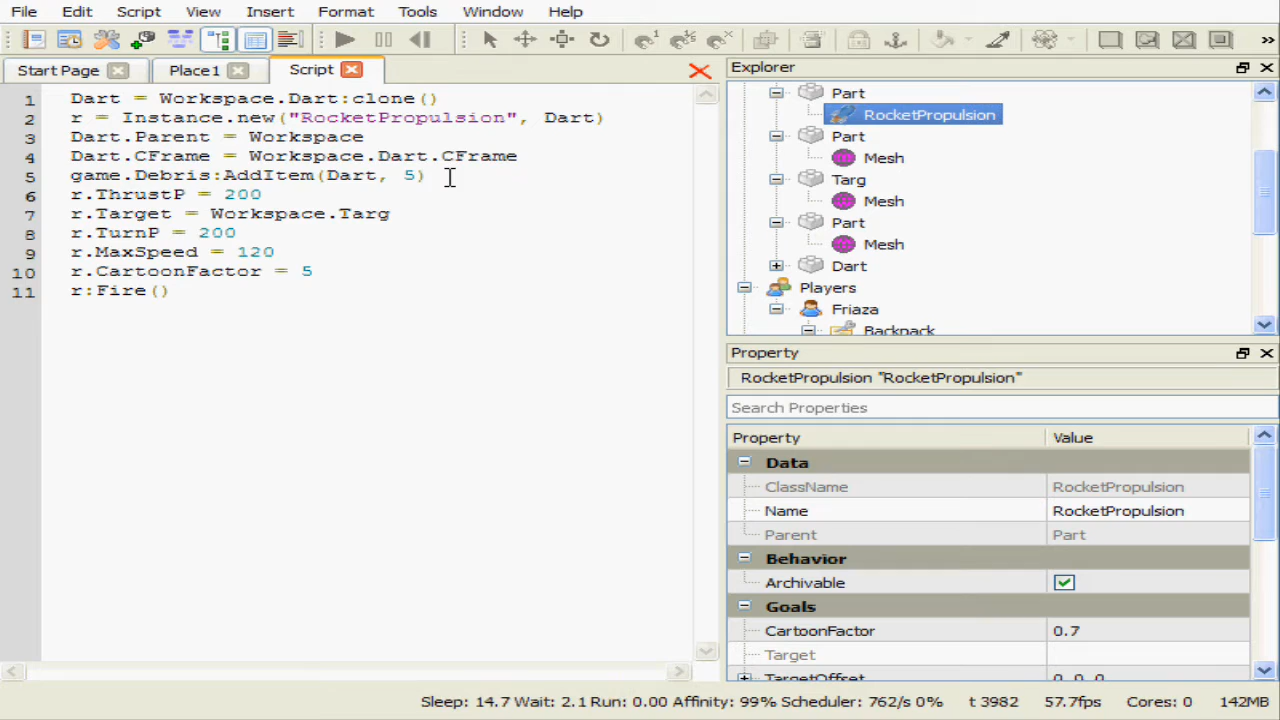 File Edit Script View Insert Format Tools Window Help
»
Start Page Place1 Script
1 Dart = Workspace.Dart:clone()
2 r = Instance.new("RocketPropulsion", Dart)
3 Dart.Parent = Workspace
4 Dart.CFrame = Workspace.Dart.CFrame
5 game.Debris:AddItem(Dart, 5)
6 r.ThrustP = 200
7 r.Target = Workspace.Targ
8 r.TurnP = 200
9 r.MaxSpeed = 120
10 r.CartoonFactor = 5
11 r:Fire()
Explorer
Part
RocketPropulsion
Part
Mesh
Targ
Mesh
Part
Mesh
Dart
Players
Friaza
Backpack
Property
RocketPropulsion "RocketPropulsion"
Search Properties
Property Value
Data
ClassName RocketPropulsion
Name RocketPropulsion
Parent Part
Behavior
Archivable
Goals
CartoonFactor 0.7
Target
TargetOffset 0, 0, 0
Sleep: 14.7 Wait: 2.1 Run: 0.00 Affinity: 99% Scheduler: 762/s 0% t 3982 57.7fps Cores: 0 142MB